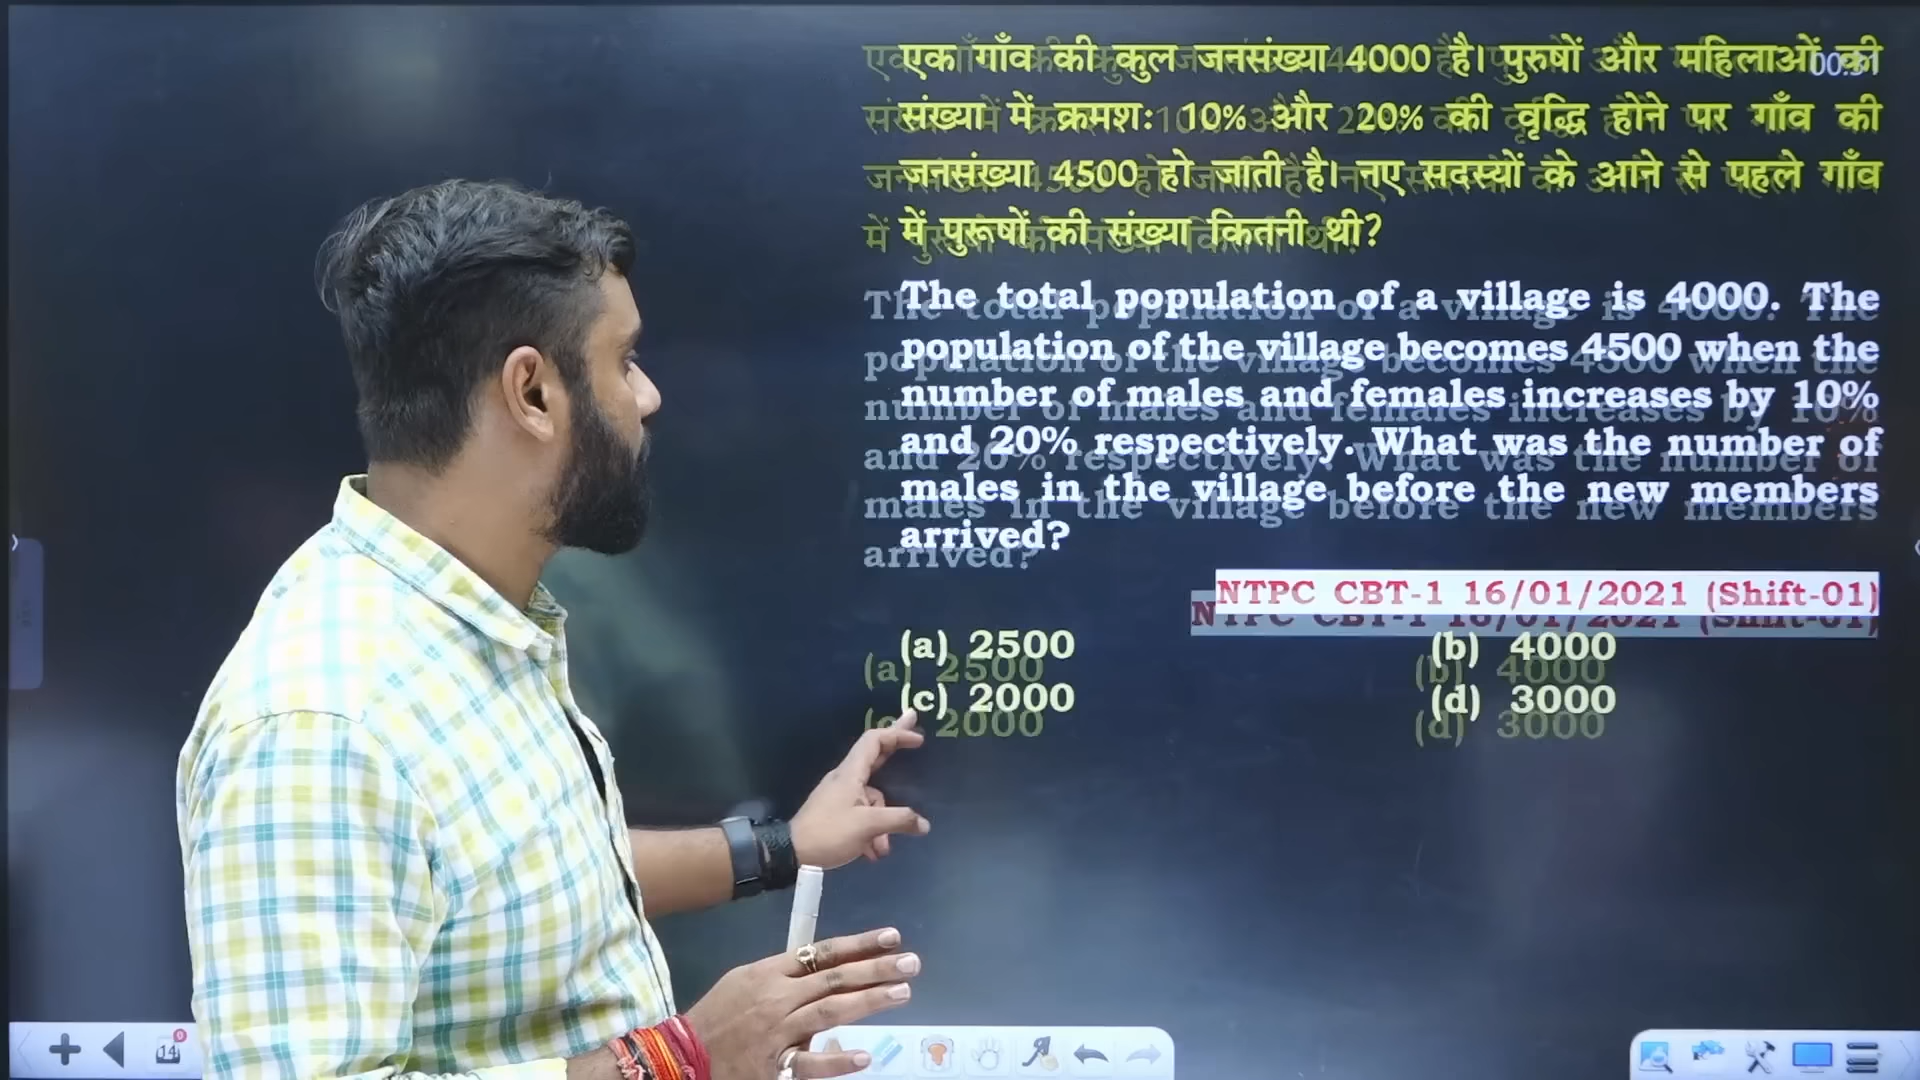 एक गाँव की कुल जनसंख्या 4000 है। पुरुषों और महिलाओं की
00:31
संख्या में क्रमशः 10% और 20% की वृद्धि होने पर गाँव की
जनसंख्या 4500 हो जाती है। नए सदस्यों के आने से पहले गाँव
में पुरूषों की संख्या कितनी थी?
The total population of a village is 4000. The
population of the village becomes 4500 when the
number of males and females increases by 10%
and 20% respectively. What was the number of
males in the village before the new members
arrived?
NTPC CBT-1 16/01/2021 (Shift-01)
(a) 2500 (b) 4000
(c) 2000 (d) 3000
14